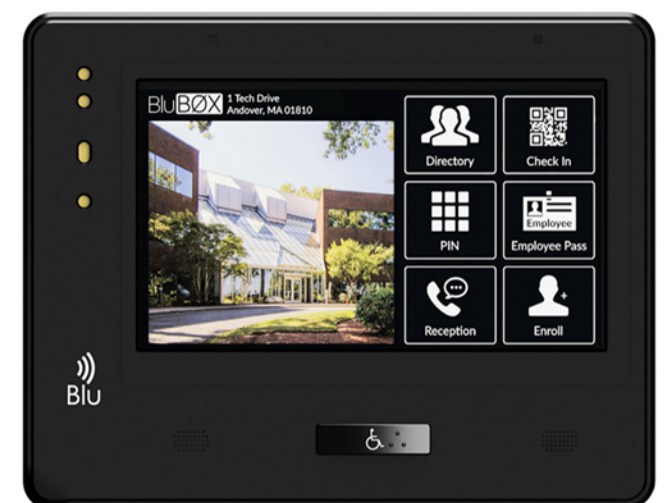 BluBØX
1 Tech Drive
Andover, MA 01810
Directory
Check In
PIN
Employee
Employee Pass
Reception
Enroll
Blu